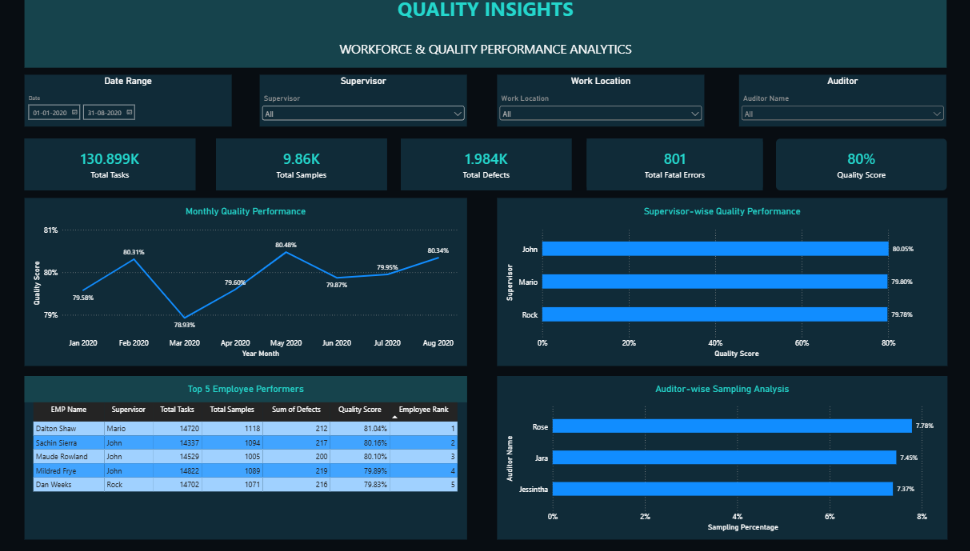 QUALITY INSIGHTS
WORKFORCE & QUALITY PERFORMANCE ANALYTICS
Date Range
Date
01-01-2020
31-08-2020
Supervisor
Supervisor
All
Work Location
Work Location
All
Auditor
Auditor Name
All
130.899K
Total Tasks
9.86K
Total Samples
1.984K
Total Defects
801
Total Fatal Errors
80%
Quality Score
Monthly Quality Performance
Quality Score
81%
80%
79%
79.58%
80.31%
78.93%
79.60%
80.48%
79.87%
79.95%
80.34%
Jan 2020 Feb 2020 Mar 2020 Apr 2020 May 2020 Jun 2020 Jul 2020 Aug 2020
Year Month
Supervisor-wise Quality Performance
Supervisor
John 80.05%
Mario 79.80%
Rock 79.78%
0% 20% 40% 60% 80%
Quality Score
Top 5 Employee Performers
EMP Name Supervisor Total Tasks Total Samples Sum of Defects Quality Score Employee Rank
Dalton Shaw Mario 14720 1118 212 81.04% 1
Sachin Sierra John 14337 1094 217 80.16% 2
Maude Rowland John 14529 1005 200 80.10% 3
Mildred Frye John 14822 1089 219 79.89% 4
Dan Weeks Rock 14702 1071 216 79.83% 5
Auditor-wise Sampling Analysis
Auditor Name
Rose 7.78%
Jara 7.45%
Jessintha 7.37%
0% 2% 4% 6% 8%
Sampling Percentage